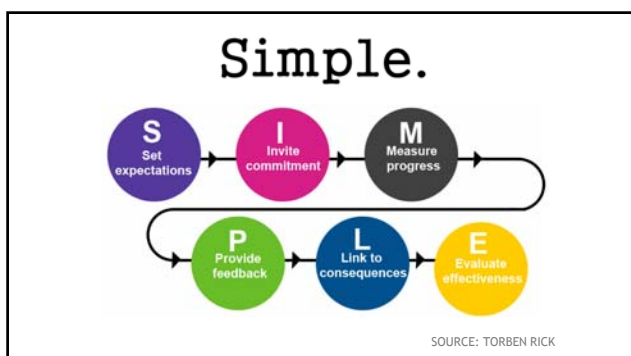 Simple.
S
Set
expectations
I
Invite
commitment
M
Measure
progress
P
Provide
feedback
L
Link to
consequences
E
Evaluate
effectiveness
SOURCE: TORBEN RICK